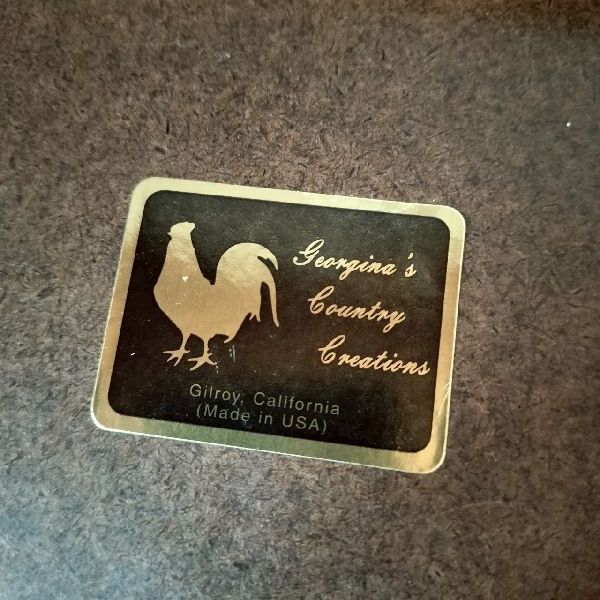 Georgina's
Country
Creations
Gilroy, California
(Made in USA)